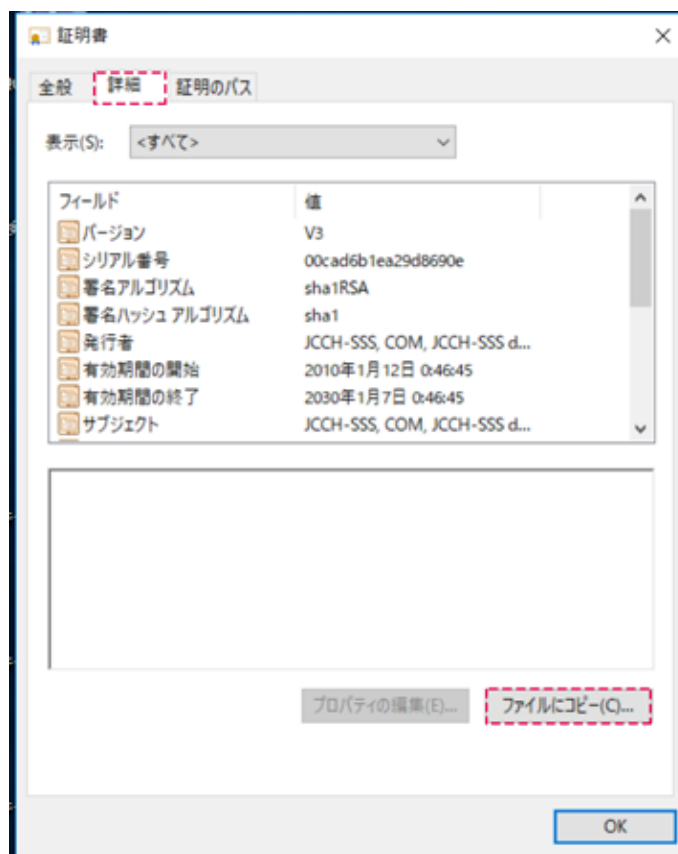 証明書
全般 詳細 証明のパス
表示(S): <すべて>
フィールド 値
バージョン V3
シリアル番号 00cad6b1ea29d8690e
署名アルゴリズム sha1RSA
署名ハッシュ アルゴリズム sha1
発行者 JCCH-SSS, COM, JCCH-SSS d...
有効期間の開始 2010年1月12日 0:46:45
有効期間の終了 2030年1月7日 0:46:45
サブジェクト JCCH-SSS, COM, JCCH-SSS d...
プロパティの編集(E)... ファイルにコピー(C)...
OK